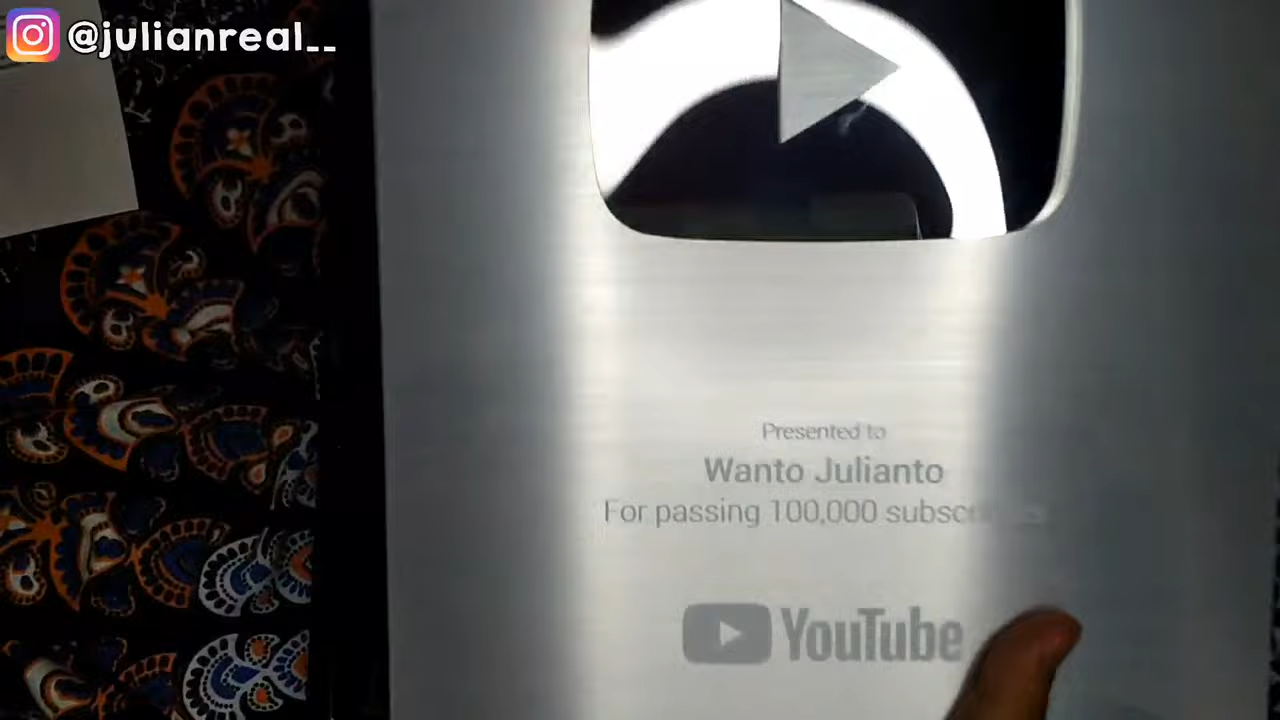 @julianreal__
Presented to
Wanto Julianto
For passing 100,000
YouTube